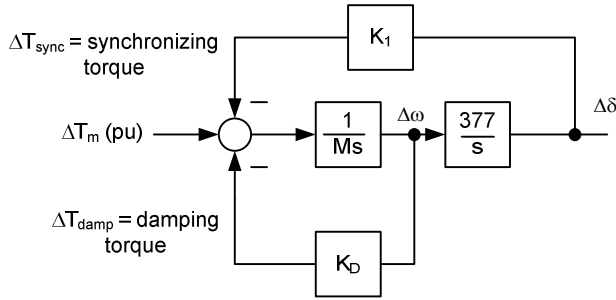 ΔT_sync = synchronizing
torque
K₁
ΔT_m (pu)
−
−
1
Ms
Δω
377
s
Δδ
ΔT_damp = damping
torque
K_D